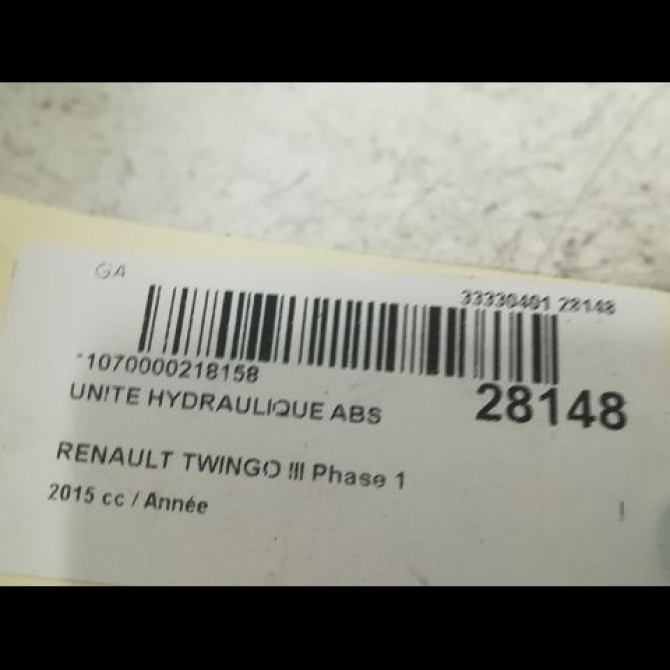 GA
33330401 28148
*1070000218158
28148
UNITE HYDRAULIQUE ABS
RENAULT TWINGO III Phase 1
2015 cc / Année